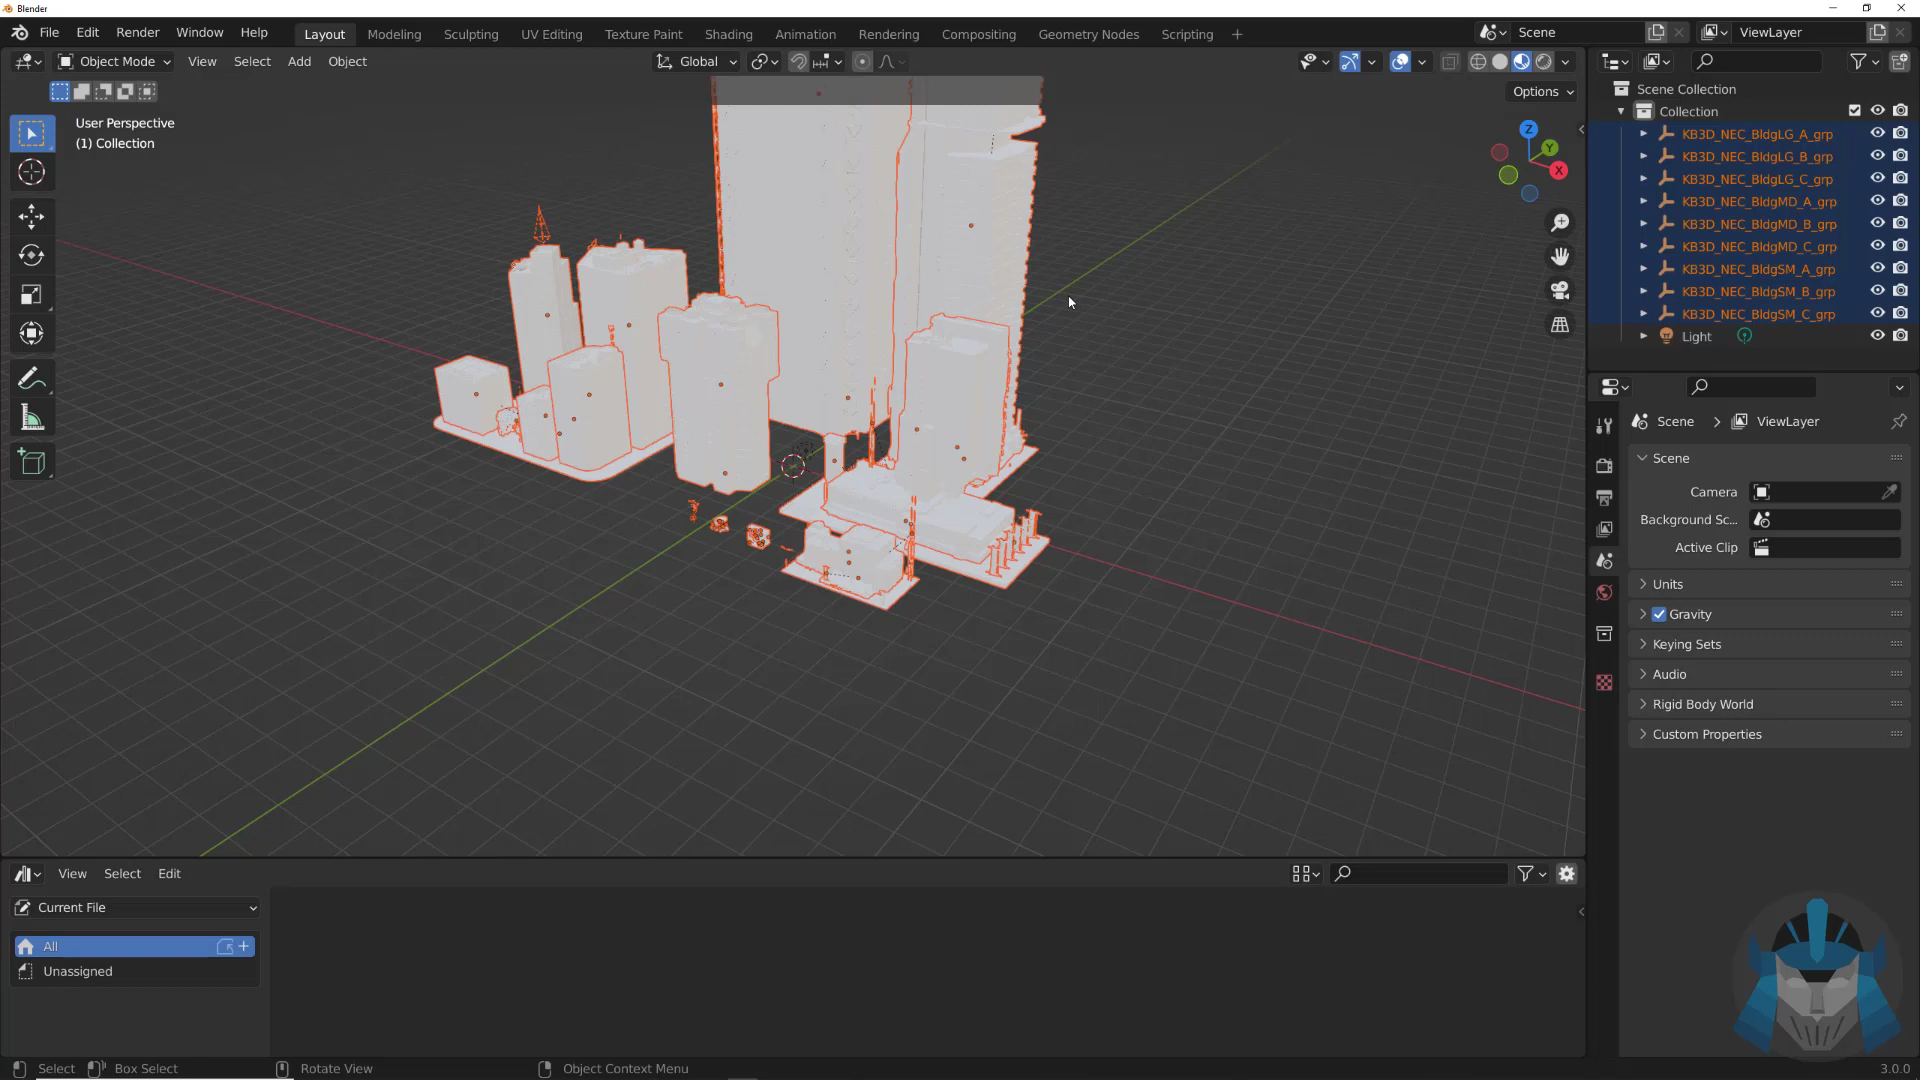 Blender
File Edit Render Window Help Layout Modeling Sculpting UV Editing Texture Paint Shading Animation Rendering Compositing Geometry Nodes Scripting + Scene ViewLayer
Object Mode View Select Add Object Global
Options
User Perspective
(1) Collection
Z
Y
X
Scene Collection
Collection
KB3D_NEC_BldgLG_A_grp
KB3D_NEC_BldgLG_B_grp
KB3D_NEC_BldgLG_C_grp
KB3D_NEC_BldgMD_A_grp
KB3D_NEC_BldgMD_B_grp
KB3D_NEC_BldgMD_C_grp
KB3D_NEC_BldgSM_A_grp
KB3D_NEC_BldgSM_B_grp
KB3D_NEC_BldgSM_C_grp
Light
Scene > ViewLayer
Scene
Camera
Background Sc...
Active Clip
Units
Gravity
Keying Sets
Audio
Rigid Body World
Custom Properties
View Select Edit
Current File
All
Unassigned
Select Box Select Rotate View Object Context Menu 3.0.0